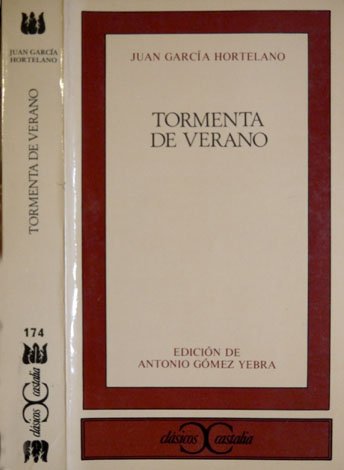 JUAN GARCÍA
HORTELANO
TORMENTA DE VERANO
174
clásicos castalia
JUAN GARCÍA HORTELANO
TORMENTA
DE VERANO
EDICIÓN DE
ANTONIO GÓMEZ YEBRA
clásicos castalia